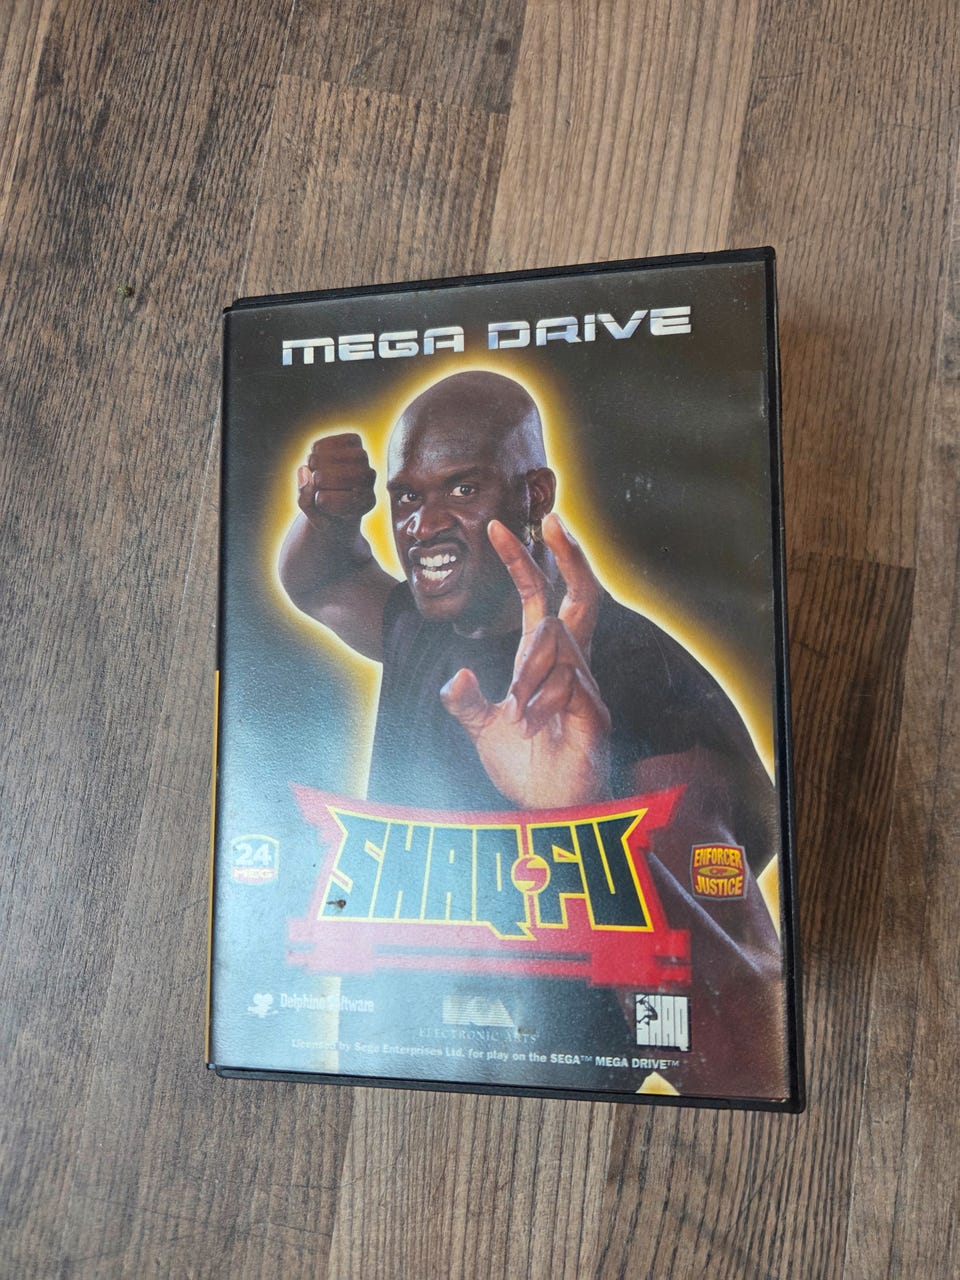 MEGA DRIVE
24
MEG
SHAQ-FU
ENFORCER
OF
JUSTICE
Delphine Software
ELECTRONIC ARTS
SHAQ
Licensed by Sega Enterprises Ltd. for play on the SEGA™ MEGA DRIVE™